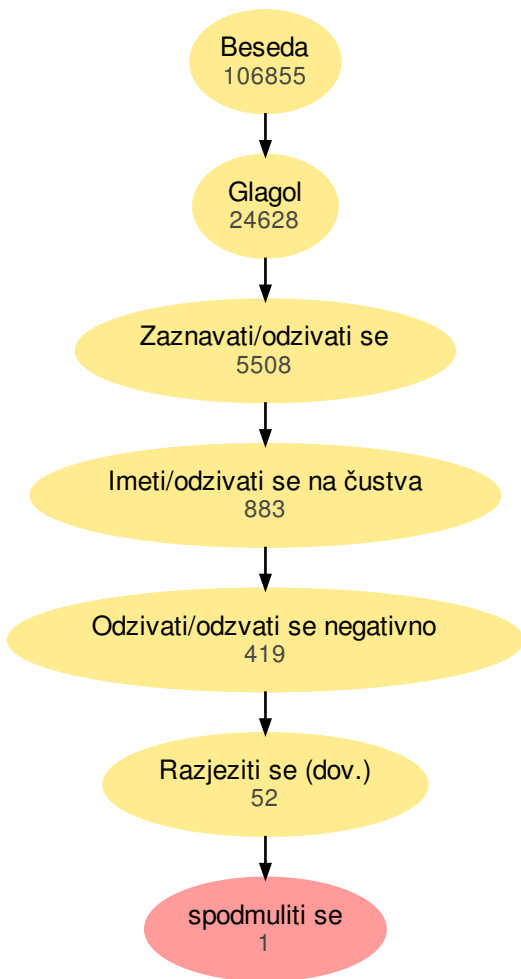 Beseda
106855
Glagol
24628
Zaznavati/odzivati se
5508
Imeti/odzivati se na čustva
883
Odzivati/odzvati se negativno
419
Razjeziti se (dov.)
52
spodmuliti se
1